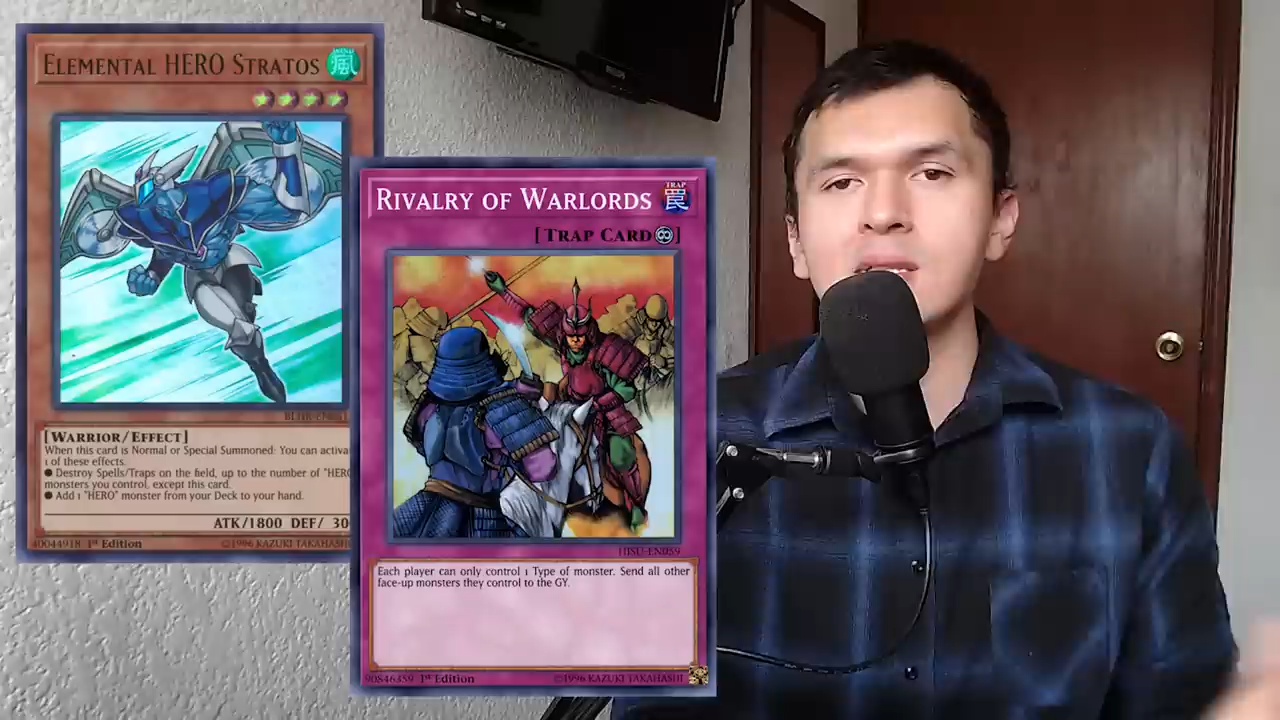 ELEMENTAL HERO STRATOS
[WARRIOR/EFFECT]
When this card is Normal or Special Summoned: You can activa
1 of these effects.
● Destroy Spells/Traps on the field, up to the number of "HERO
monsters you control, except this card.
● Add 1 "HERO" monster from your Deck to your hand.
ATK/1800 DEF/ 30
40044918 1st Edition ©1996 KAZUKI TAKAHASHI
RIVALRY OF WARLORDS
TRAP
罠
[TRAP CARD]
HISU-EN059
Each player can only control 1 Type of monster. Send all other
face-up monsters they control to the GY.
90846359 1st Edition ©1996 KAZUKI TAKAHASHI